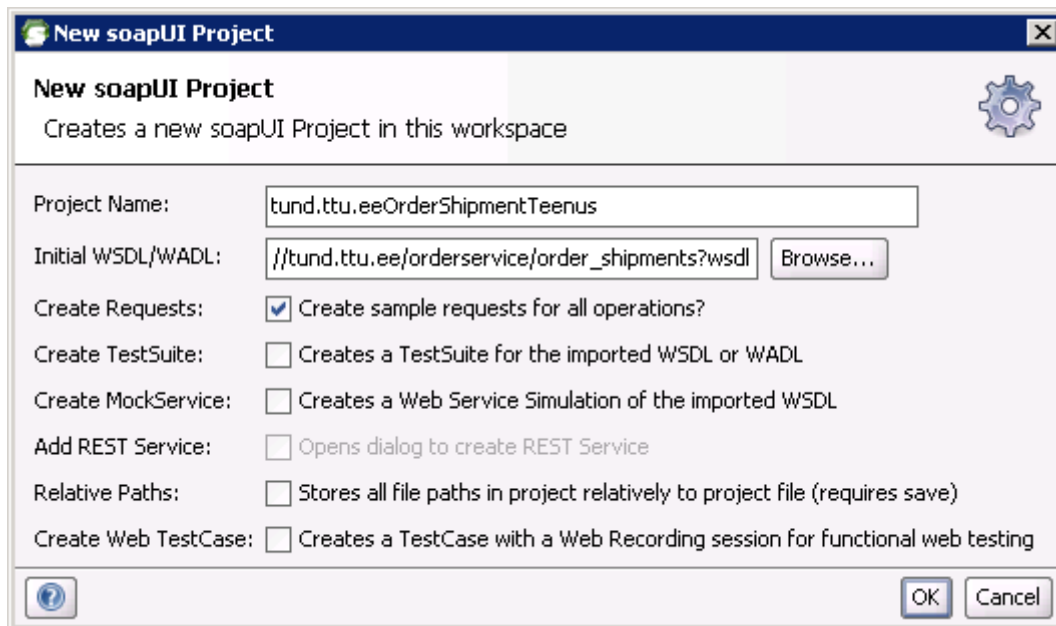 New soapUI Project
New soapUI Project
Creates a new soapUI Project in this workspace
Project Name: tund.ttu.eeOrderShipmentTeenus
Initial WSDL/WADL: //tund.ttu.ee/orderservice/order_shipments?wsdl Browse...
Create Requests: Create sample requests for all operations?
Create TestSuite: Creates a TestSuite for the imported WSDL or WADL
Create MockService: Creates a Web Service Simulation of the imported WSDL
Add REST Service: Opens dialog to create REST Service
Relative Paths: Stores all file paths in project relatively to project file (requires save)
Create Web TestCase: Creates a TestCase with a Web Recording session for functional web testing
OK Cancel